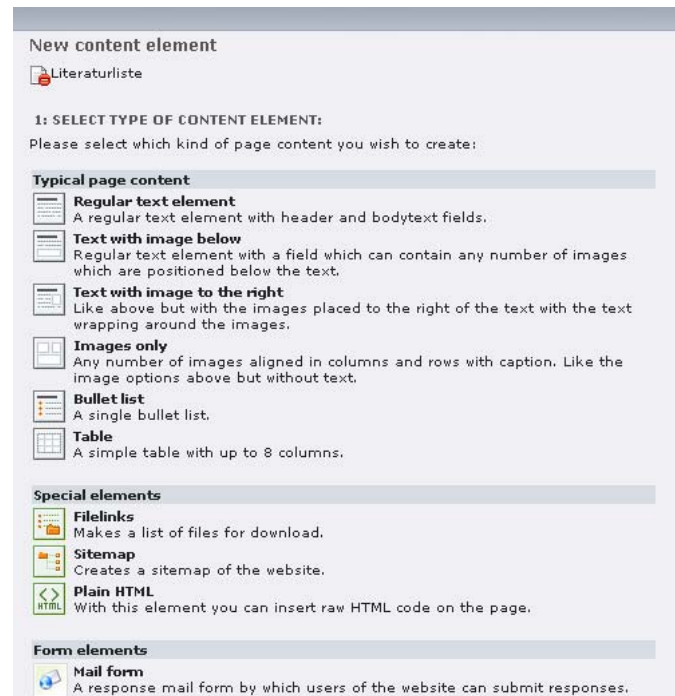 New content element
Literaturliste
1: SELECT TYPE OF CONTENT ELEMENT:
Please select which kind of page content you wish to create:
Typical page content
Regular text element
A regular text element with header and bodytext fields.
Text with image below
Regular text element with a field which can contain any number of images
which are positioned below the text.
Text with image to the right
Like above but with the images placed to the right of the text with the text
wrapping around the images.
Images only
Any number of images aligned in columns and rows with caption. Like the
image options above but without text.
Bullet list
A single bullet list.
Table
A simple table with up to 8 columns.
Special elements
Filelinks
Makes a list of files for download.
Sitemap
Creates a sitemap of the website.
HTML
Plain HTML
With this element you can insert raw HTML code on the page.
Form elements
Mail form
A response mail form by which users of the website can submit responses.